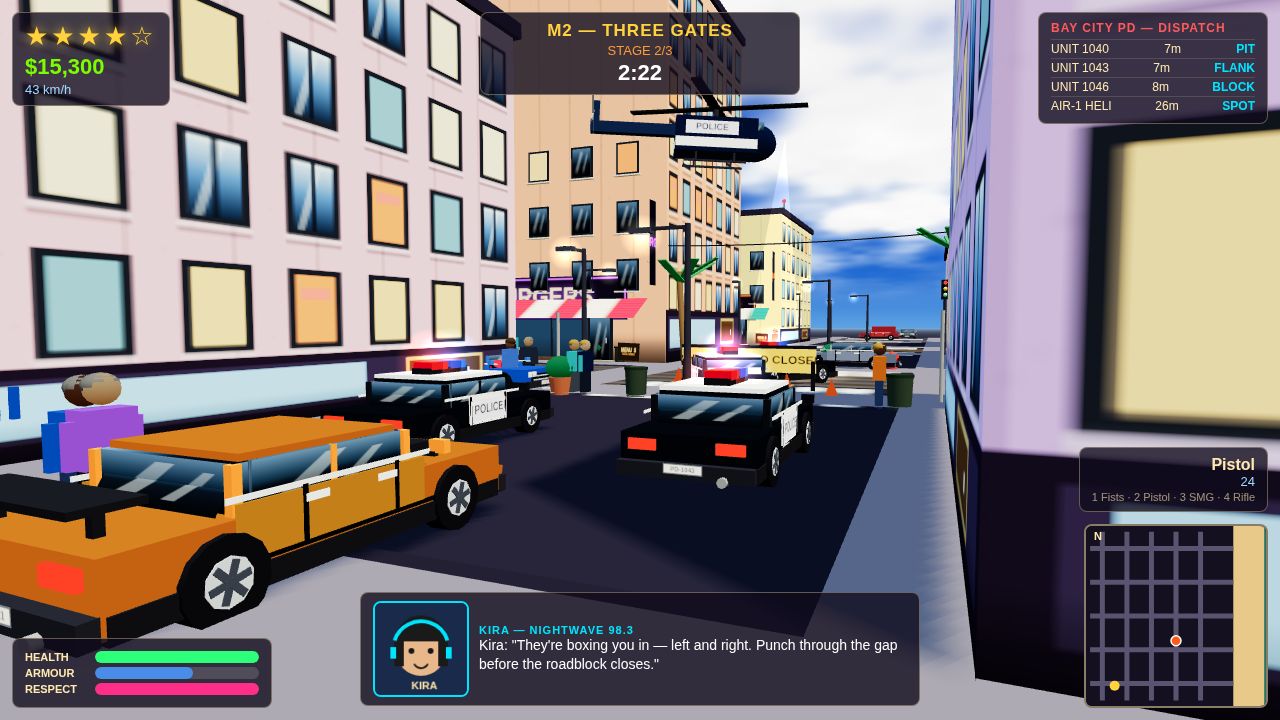 ★★★★☆
$15,300
43 km/h
M2 — THREE GATES
STAGE 2/3
2:22
BAY CITY PD — DISPATCH
UNIT 1040 7m PIT
UNIT 1043 7m FLANK
UNIT 1046 8m BLOCK
AIR-1 HELI 26m SPOT
POLICE
POLICE
POLICE
Pistol
24
1 Fists · 2 Pistol · 3 SMG · 4 Rifle
N
KIRA
KIRA — NIGHTWAVE 98.3
Kira: "They're boxing you in — left and right. Punch through the gap
before the roadblock closes."
HEALTH
ARMOUR
RESPECT